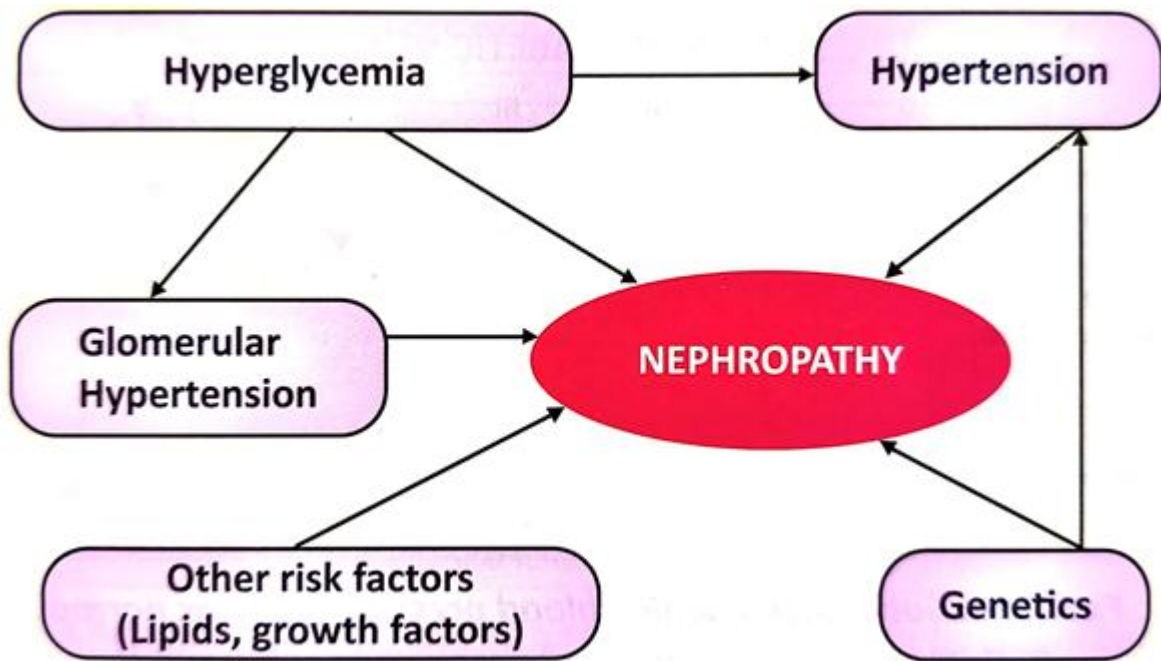 Hyperglycemia
Hypertension
Glomerular
Hypertension
NEPHROPATHY
Other risk factors
(Lipids, growth factors)
Genetics